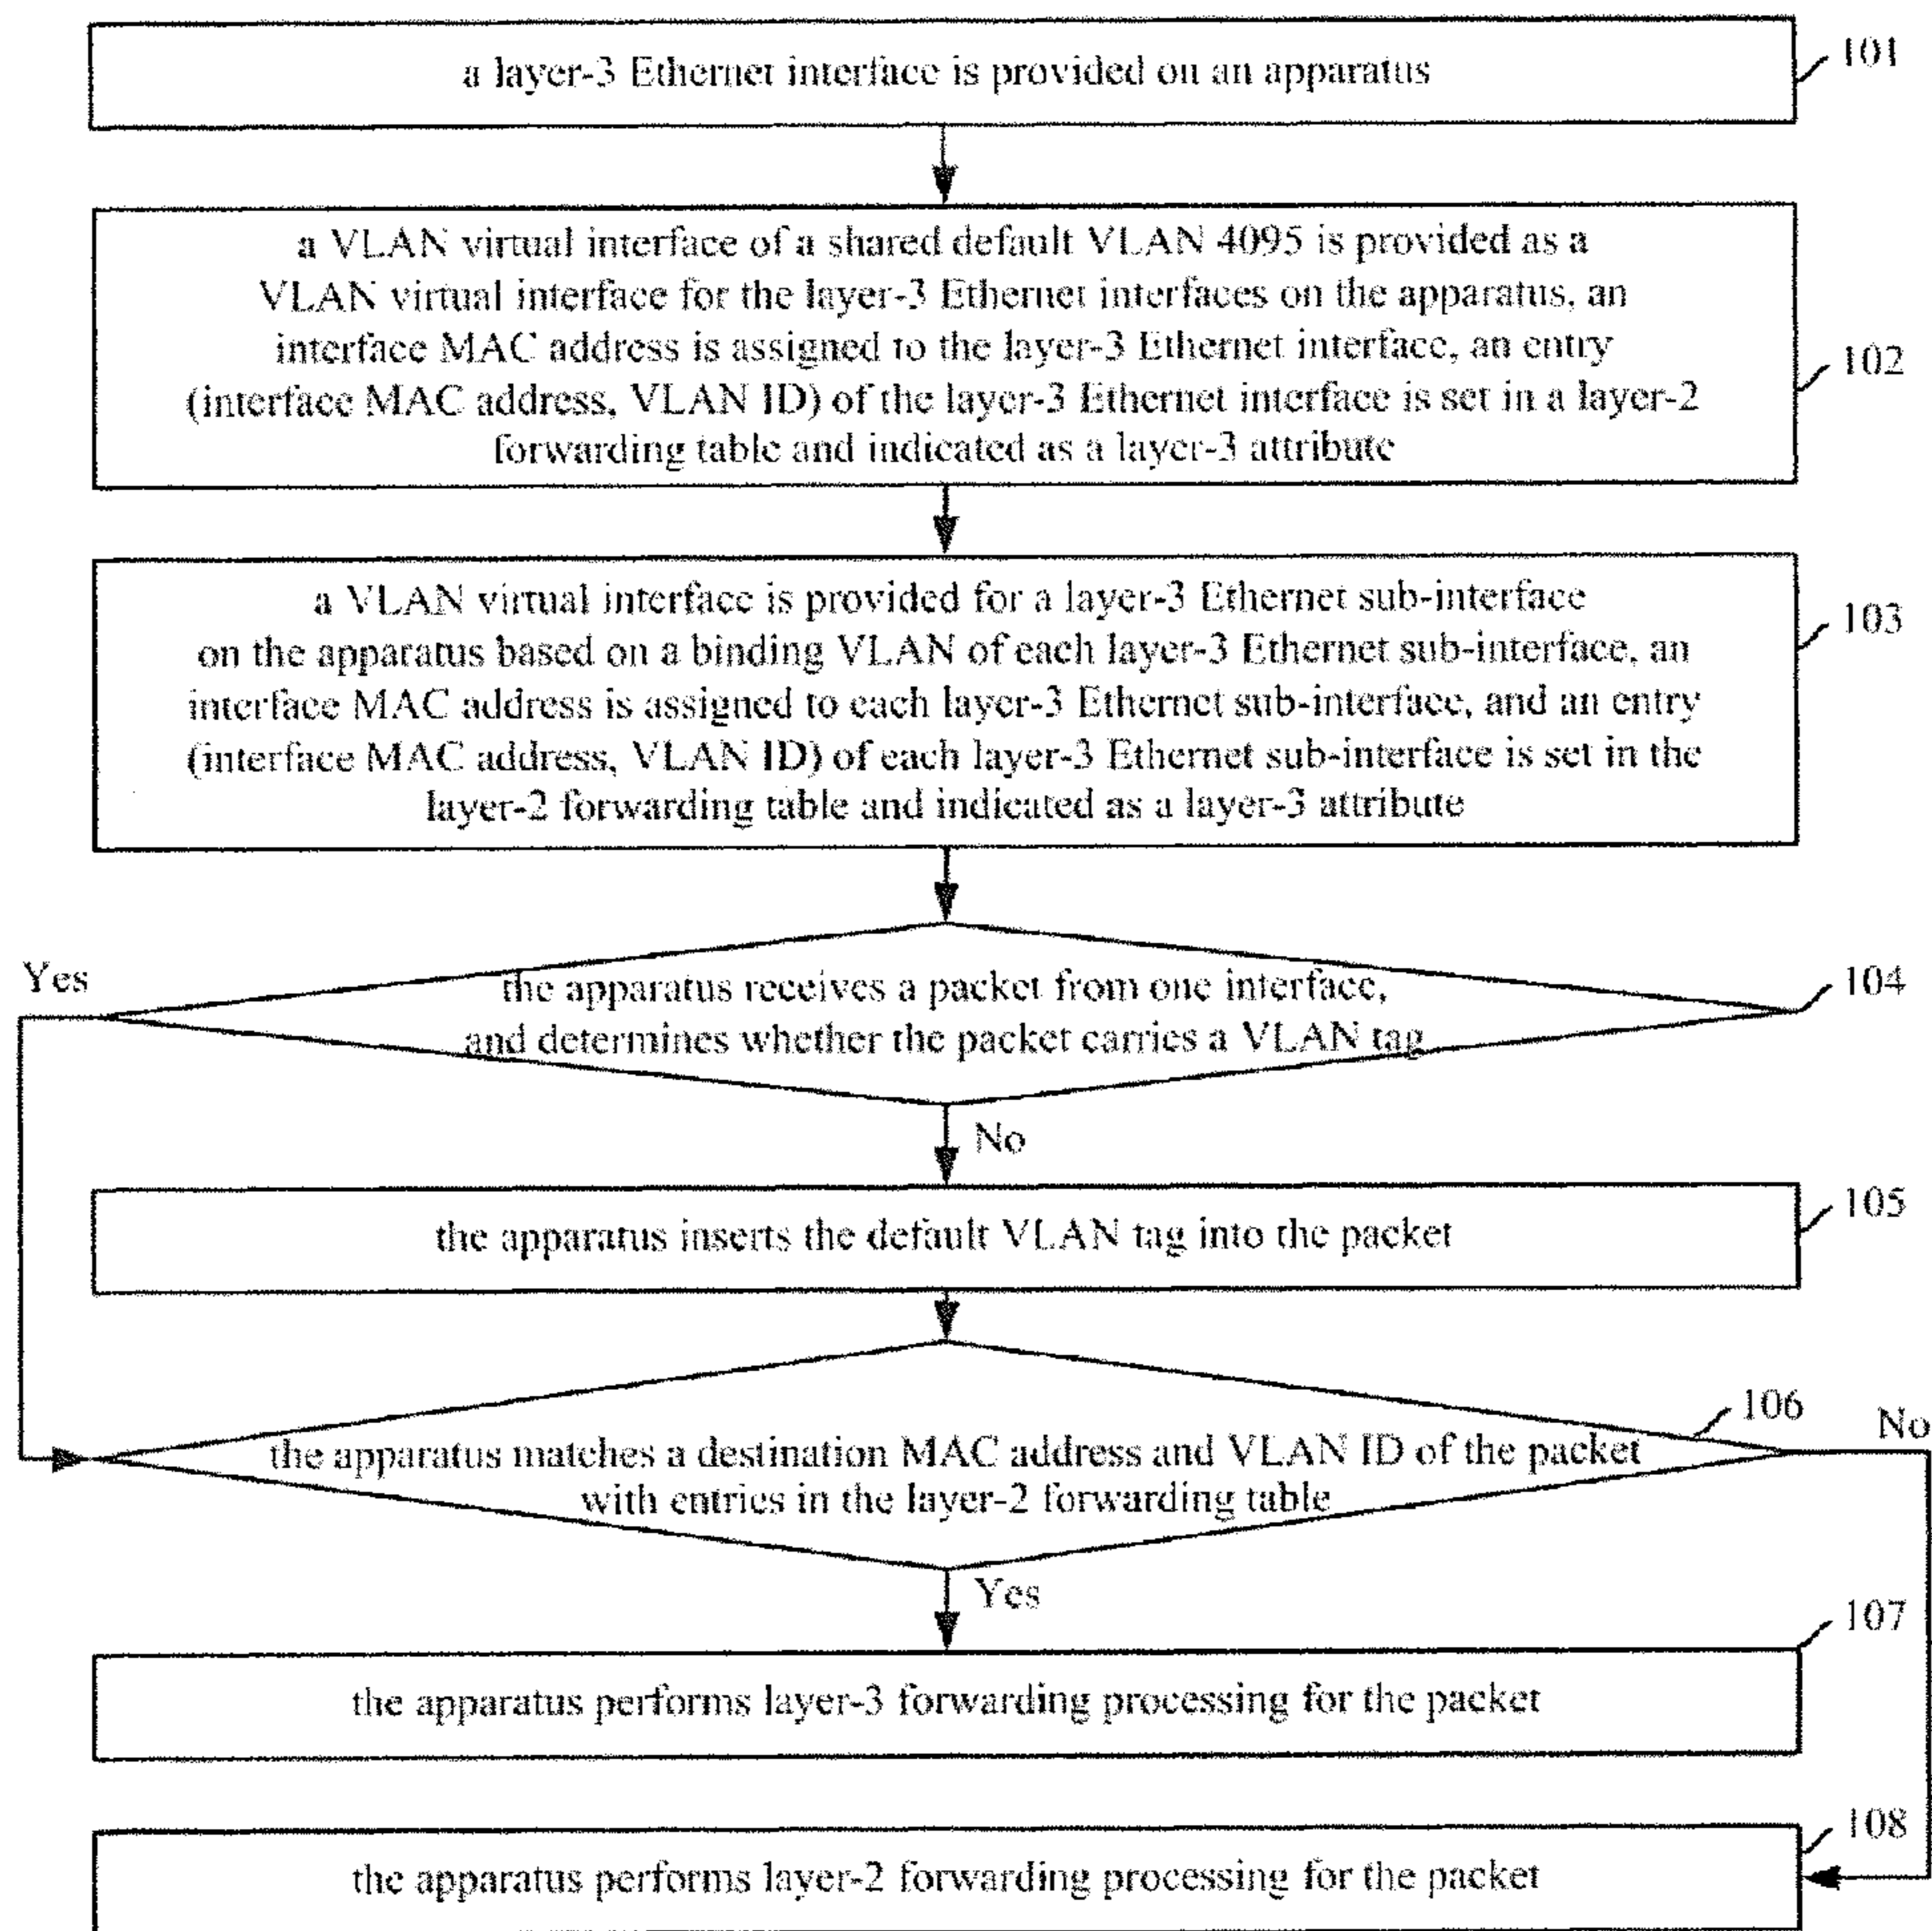 a layer-3 Ethernet interface is provided on an apparatus
101
a VLAN virtual interface of a shared default VLAN 4095 is provided as a
VLAN virtual interface for the layer-3 Ethernet interfaces on the apparatus, an
interface MAC address is assigned to the layer-3 Ethernet interface, an entry
(interface MAC address, VLAN ID) of the layer-3 Ethernet interface is set in a layer-2
forwarding table and indicated as a layer-3 attribute
102
a VLAN virtual interface is provided for a layer-3 Ethernet sub-interface
on the apparatus based on a binding VLAN of each layer-3 Ethernet sub-interface, an
interface MAC address is assigned to each layer-3 Ethernet sub-interface, and an entry
(interface MAC address, VLAN ID) of each layer-3 Ethernet sub-interface is set in the
layer-2 forwarding table and indicated as a layer-3 attribute
103
Yes
the apparatus receives a packet from one interface,
and determines whether the packet carries a VLAN tag
104
No
the apparatus inserts the default VLAN tag into the packet
105
106
No
the apparatus matches a destination MAC address and VLAN ID of the packet
with entries in the layer-2 forwarding table
Yes
107
the apparatus performs layer-3 forwarding processing for the packet
108
the apparatus performs layer-2 forwarding processing for the packet